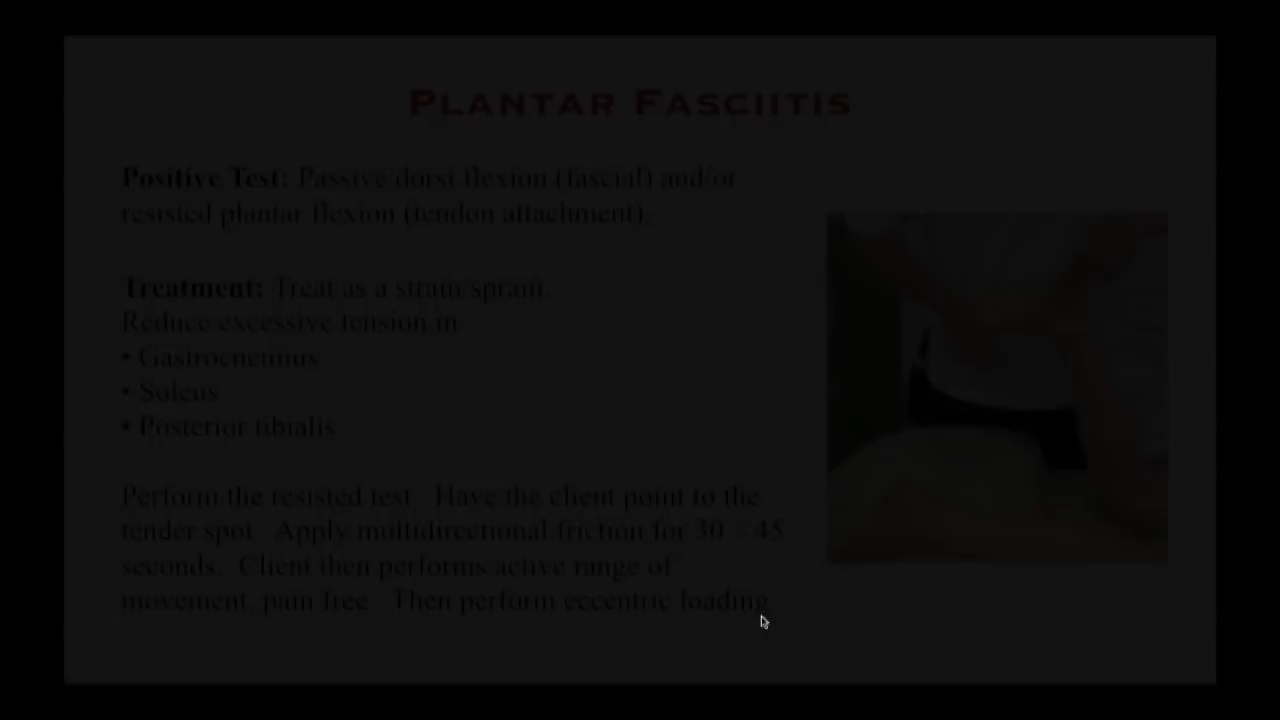 Plantar Fasciitis
Positive Test: Passive dorsi flexion (fascial) and/or
resisted plantar flexion (tendon attachment).
Treatment: Treat as a strain/sprain.
Reduce excessive tension in
• Gastrocnemius
• Soleus
• Posterior tibialis
Perform the resisted test. Have the client point to the
tender spot. Apply multidirectional friction for 30 – 45
seconds. Client then performs active range of
movement, pain free. Then perform eccentric loading.